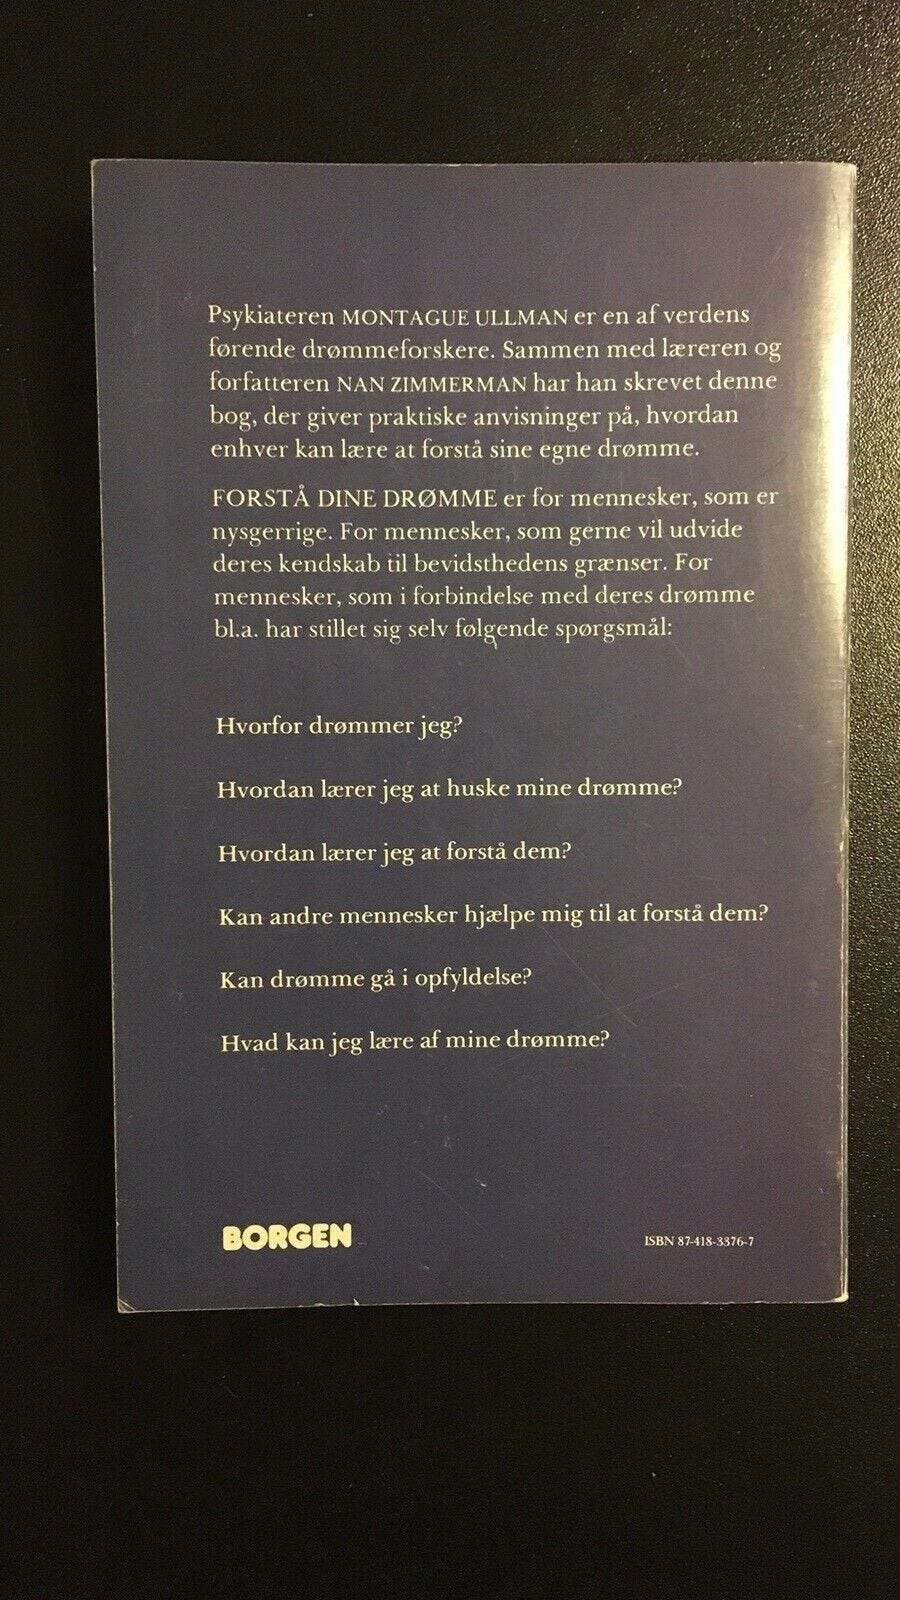 Psykiateren MONTAGUE ULLMAN er en af verdens
førende drømmeforskere. Sammen med læreren og
forfatteren NAN ZIMMERMAN har han skrevet denne
bog, der giver praktiske anvisninger på, hvordan
enhver kan lære at forstå sine egne drømme.
FORSTÅ DINE DRØMME er for mennesker, som er
nysgerrige. For mennesker, som gerne vil udvide
deres kendskab til bevidsthedens grænser. For
mennesker, som i forbindelse med deres drømme
bl.a. har stillet sig selv følgende spørgsmål:
Hvorfor drømmer jeg?
Hvordan lærer jeg at huske mine drømme?
Hvordan lærer jeg at forstå dem?
Kan andre mennesker hjælpe mig til at forstå dem?
Kan drømme gå i opfyldelse?
Hvad kan jeg lære af mine drømme?
BORGEN
ISBN 87-418-3376-7